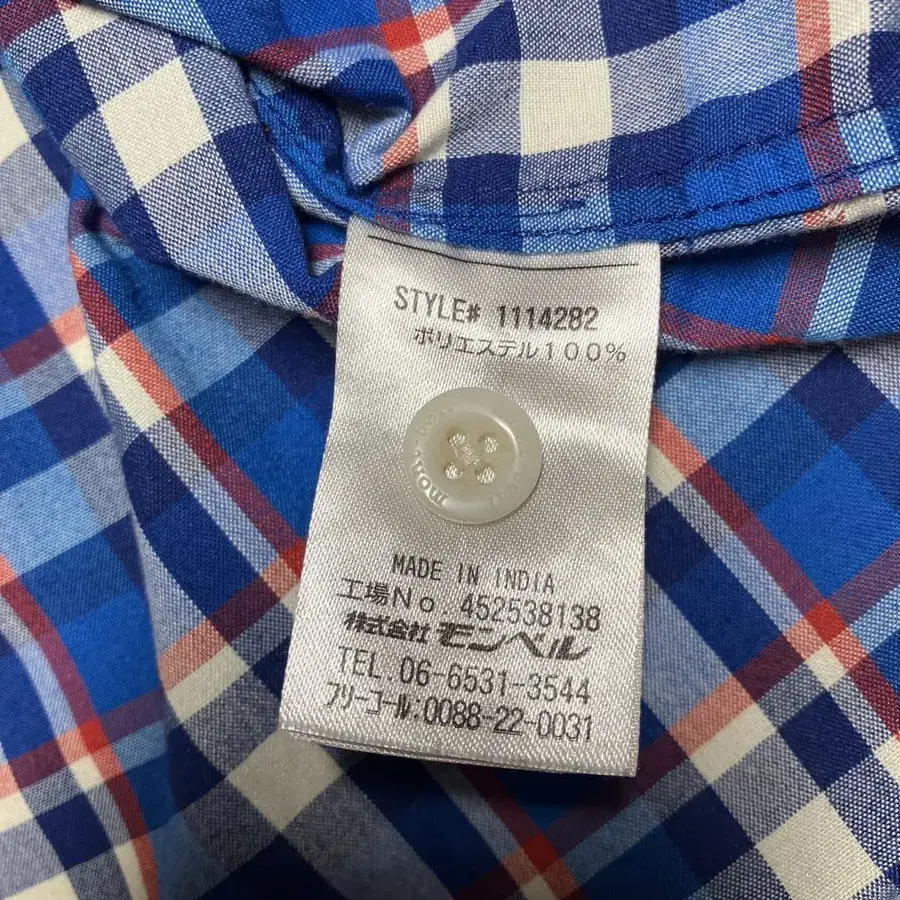 STYLE# 1114282
ポリエステル100%
MADE IN INDIA
工場No. 452538138
株式会社 モンベル
TEL.06-6531-3544
フリーコール:0088-22-0031